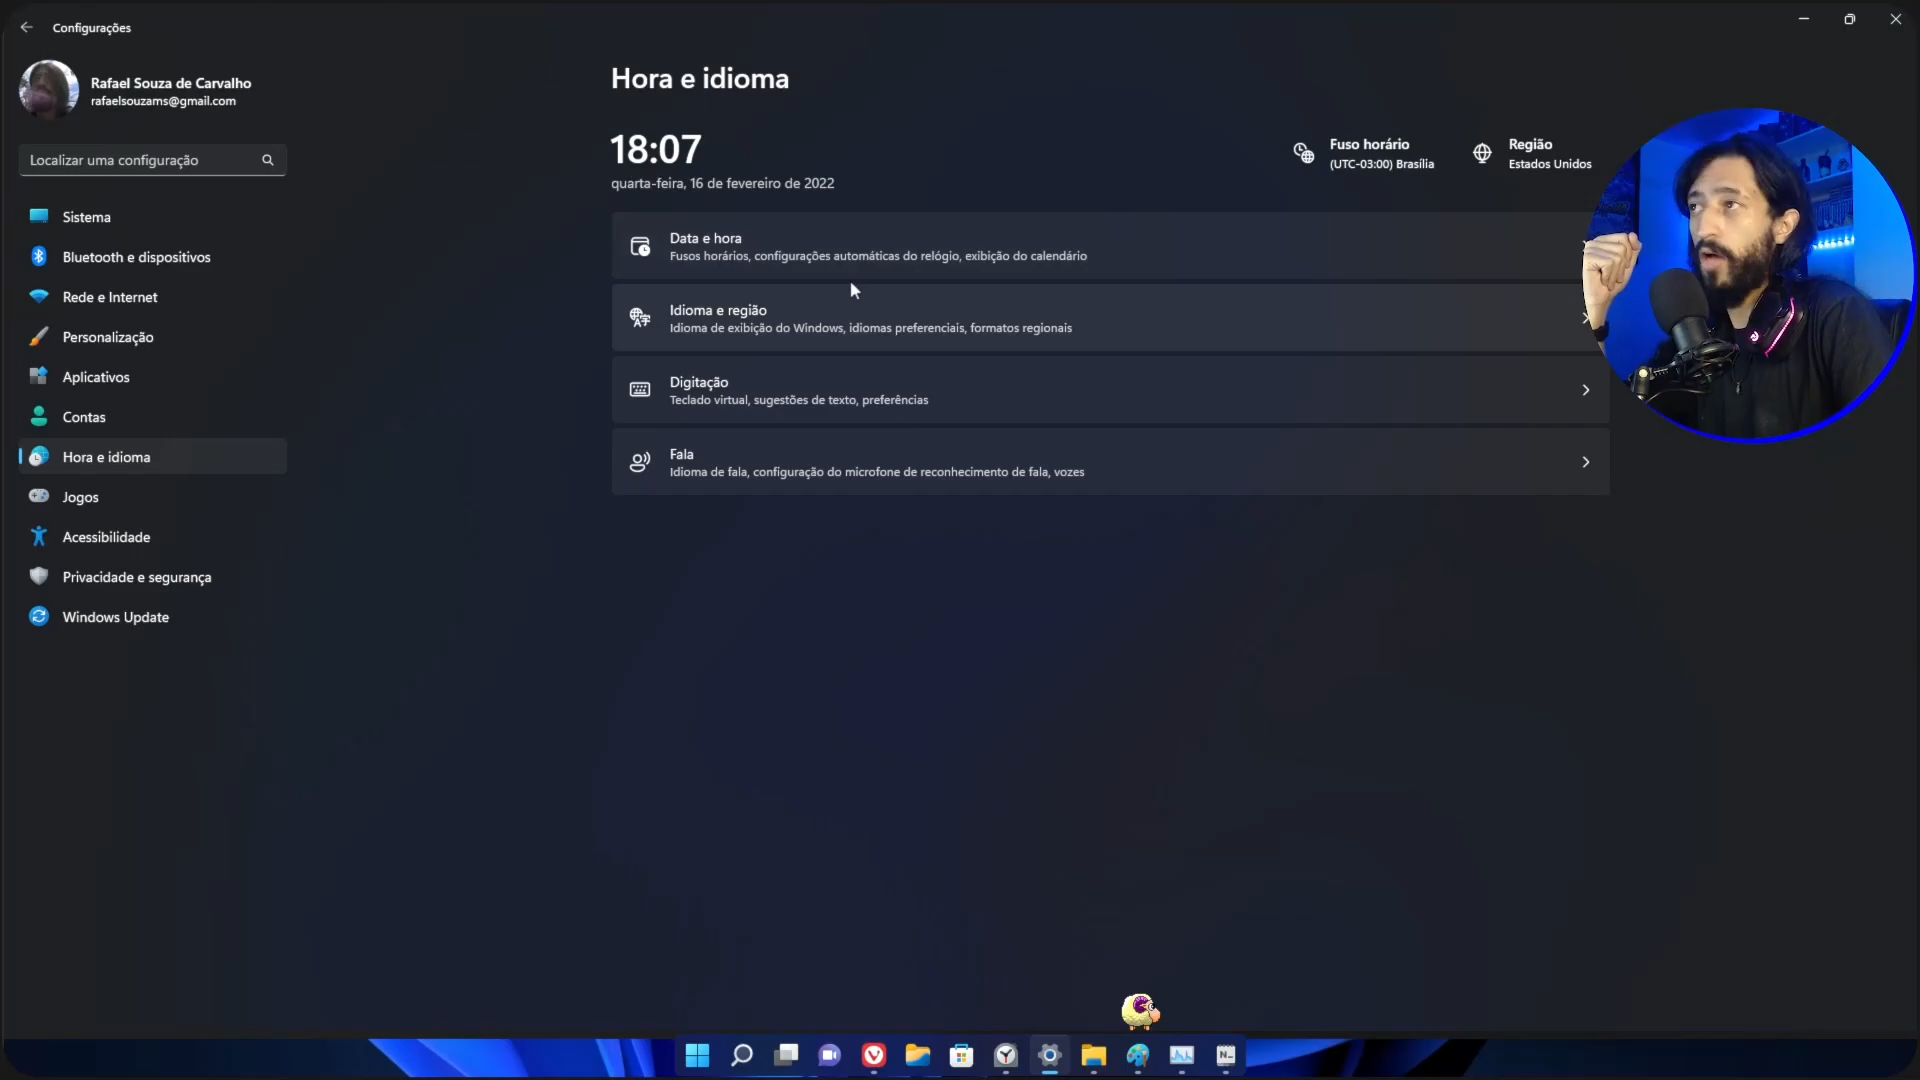 Configurações
Rafael Souza de Carvalho
rafaelsouzams@gmail.com
Localizar uma configuração
Sistema
Bluetooth e dispositivos
Rede e Internet
Personalização
Aplicativos
Contas
Hora e idioma
Jogos
Acessibilidade
Privacidade e segurança
Windows Update
Hora e idioma
18:07
quarta-feira, 16 de fevereiro de 2022
Fuso horário
(UTC-03:00) Brasília
Região
Estados Unidos
Data e hora
Fusos horários, configurações automáticas do relógio, exibição do calendário
Idioma e região
Idioma de exibição do Windows, idiomas preferenciais, formatos regionais
Digitação
Teclado virtual, sugestões de texto, preferências
Fala
Idioma de fala, configuração do microfone de reconhecimento de fala, vozes